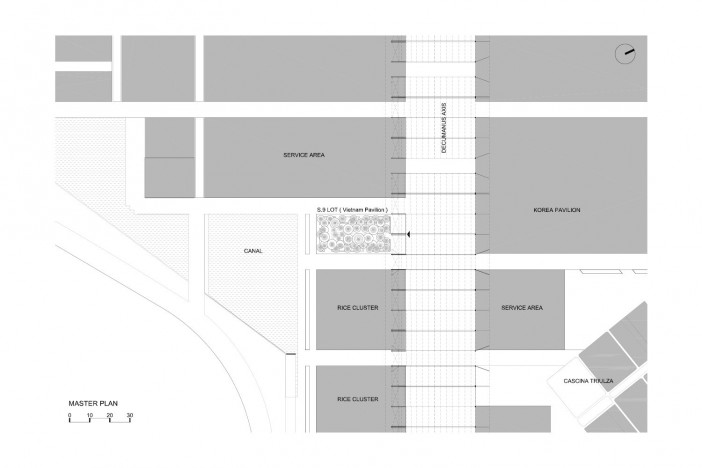 DECUMANUS AXIS
SERVICE AREA
S.9 LOT ( Vietnam Pavilion )
KOREA PAVILION
CANAL
RICE CLUSTER
SERVICE AREA
CASCINA TRIULZA
RICE CLUSTER
MASTER PLAN
0 10 20 30